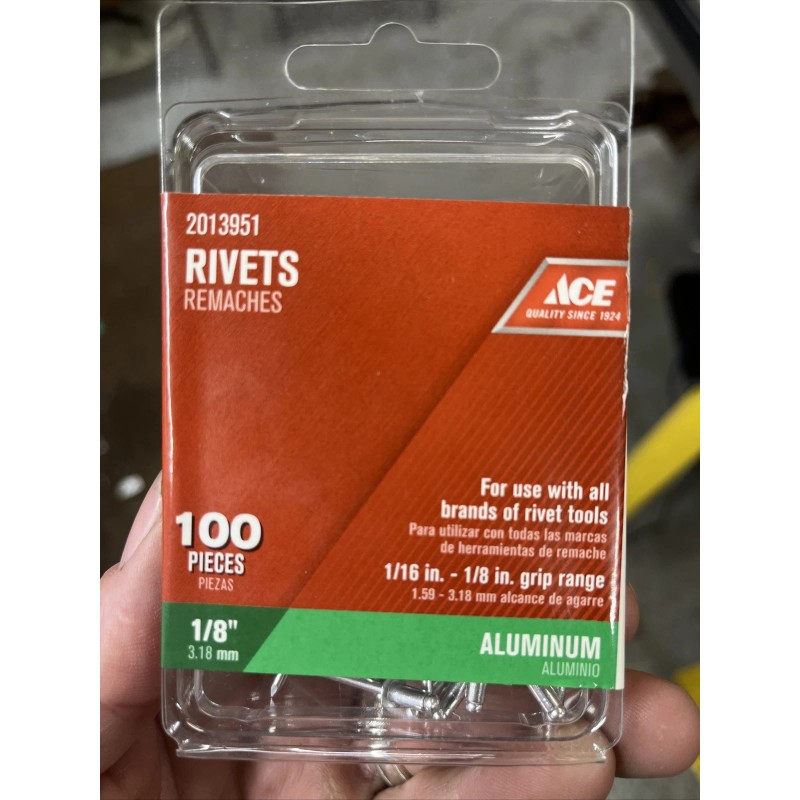 2013951
RIVETS
REMACHES
ACE
QUALITY SINCE 1924
For use with all
brands of rivet tools
Para utilizar con todas las marcas
de herramientas de remache
1/16 in. - 1/8 in. grip range
1.59 - 3.18 mm alcance de agarre
100
PIECES
PIEZAS
1/8"
3.18 mm
ALUMINUM
ALUMINIO